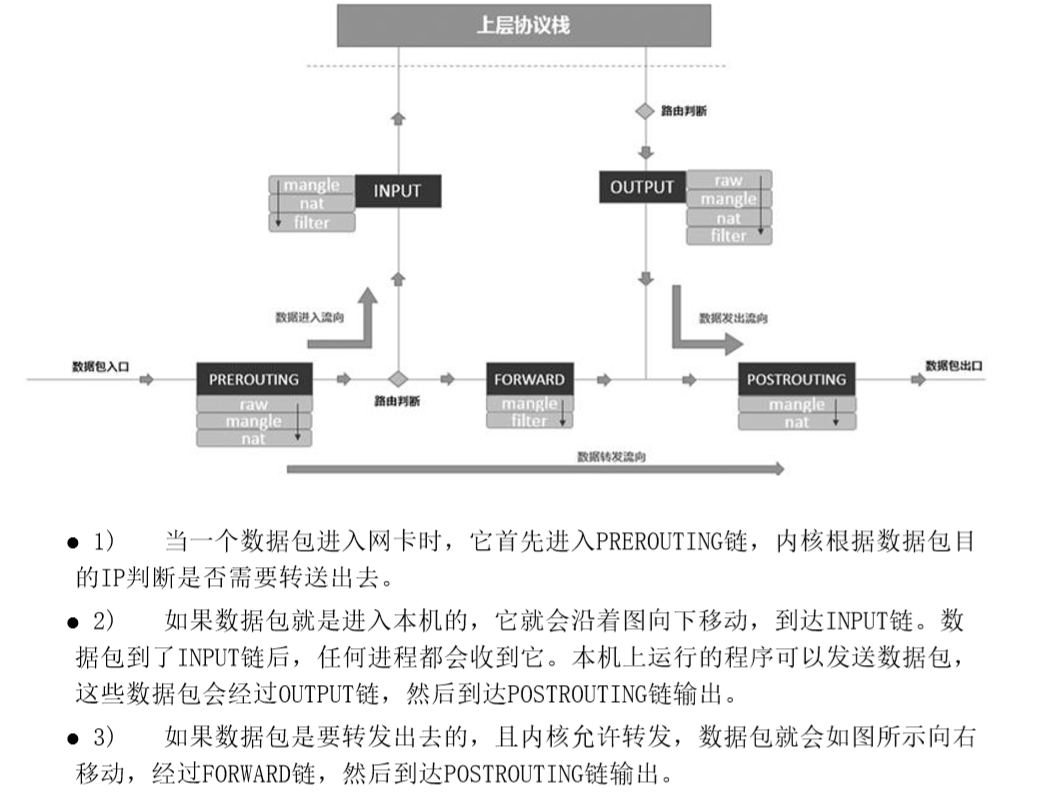 上层协议栈
路由判断
mangle
nat
filter
INPUT
OUTPUT
raw
mangle
nat
filter
数据进入流向
数据发出流向
数据包入口
PREROUTING
raw
mangle
nat
路由判断
FORWARD
mangle
filter
POSTROUTING
mangle
nat
数据包出口
数据转发流向
● 1) 当一个数据包进入网卡时，它首先进入PREROUTING链，内核根据数据包目
的IP判断是否需要转送出去。
● 2) 如果数据包就是进入本机的，它就会沿着图向下移动，到达INPUT链。数
据包到了INPUT链后，任何进程都会收到它。本机上运行的程序可以发送数据包，
这些数据包会经过OUTPUT链，然后到达POSTROUTING链输出。
● 3) 如果数据包是要转发出去的，且内核允许转发，数据包就会如图所示向右
移动，经过FORWARD链，然后到达POSTROUTING链输出。